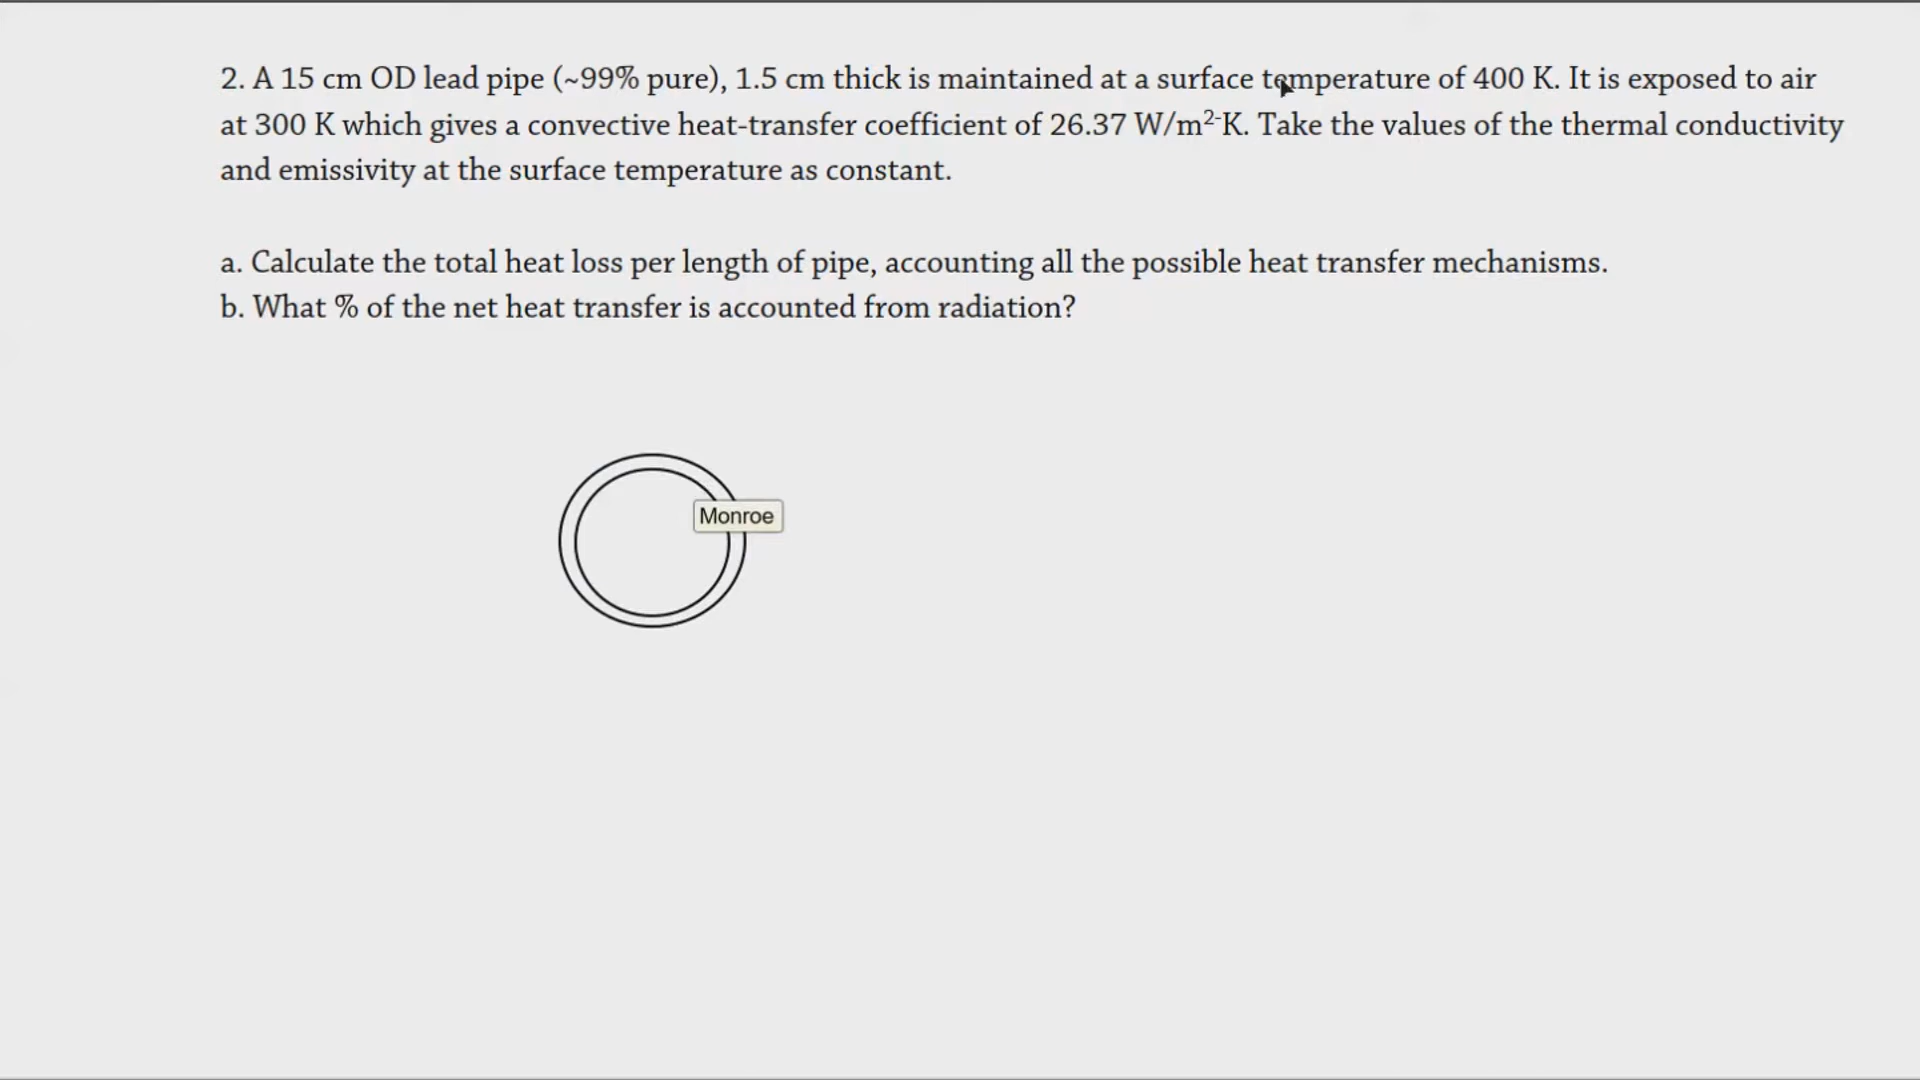 2. A 15 cm OD lead pipe (~99% pure), 1.5 cm thick is maintained at a surface temperature of 400 K. It is exposed to air
at 300 K which gives a convective heat-transfer coefficient of 26.37 W/m²⁻K. Take the values of the thermal conductivity
and emissivity at the surface temperature as constant.
a. Calculate the total heat loss per length of pipe, accounting all the possible heat transfer mechanisms.
b. What % of the net heat transfer is accounted from radiation?
Monroe